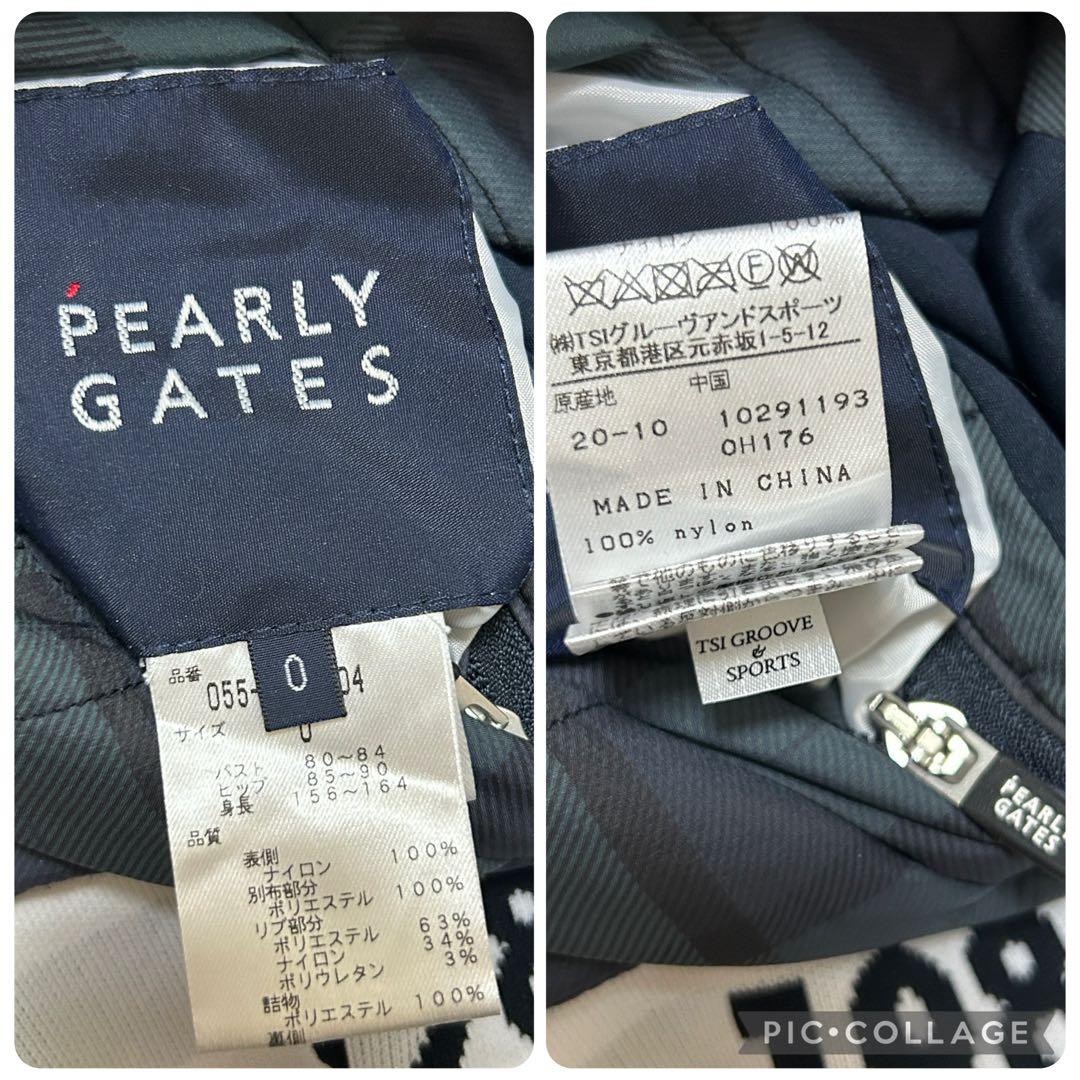 PEARLY
GATES
0
品番
055- 04
サイズ
バスト 80～84
ヒップ 85～90
身長 156～164
品質
表側
ナイロン 100%
別布部分
ポリエステル 100%
リブ部分
ポリエステル 63%
ナイロン 34%
ポリウレタン 3%
詰物
ポリエステル 100%
裏側
ナイロン 100%
F W
㈱TSIグルーヴアンドスポーツ
東京都港区元赤坂1-5-12
原産地 中国
20-10 10291193
0H176
MADE IN CHINA
100% nylon
TSI GROOVE
&
SPORTS
PEARLY
GATES
PIC•COLLAGE